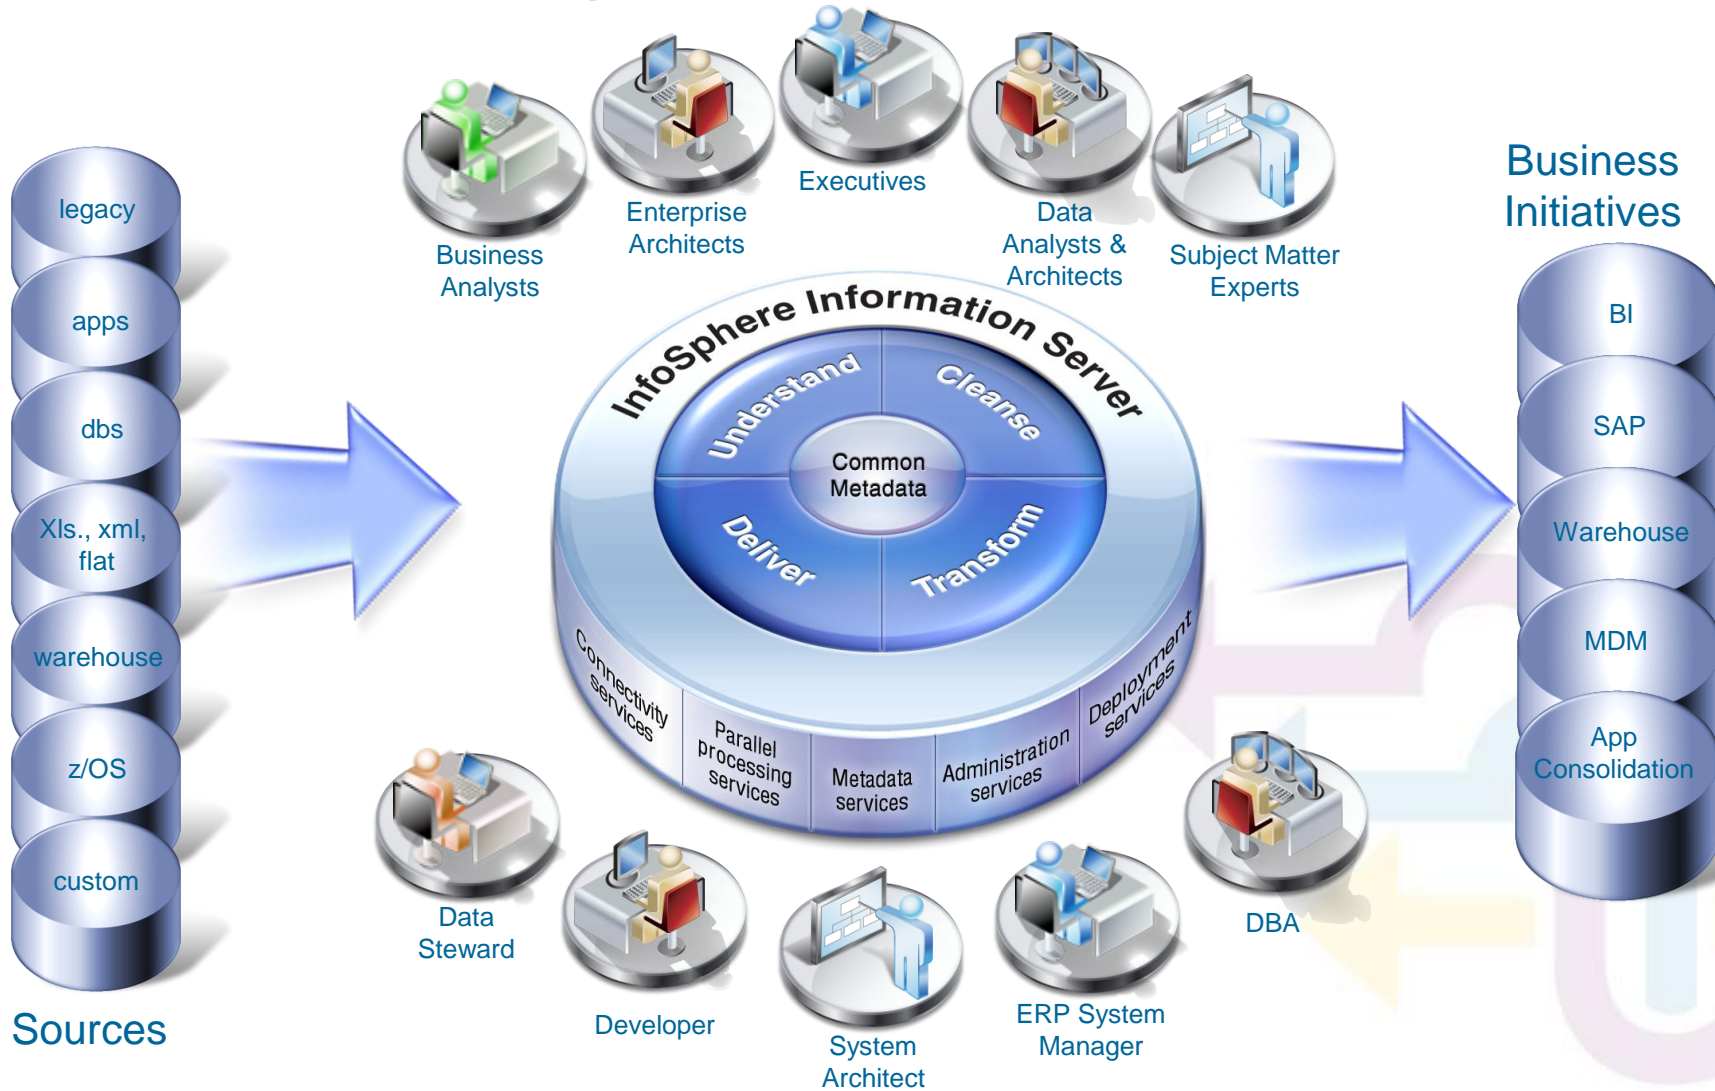 legacy
apps
dbs
Xls., xml,
flat
warehouse
z/OS
custom
Sources
Business
Analysts
Enterprise
Architects
Executives
Data
Analysts &
Architects
Subject Matter
Experts
InfoSphere Information Server
Understand
Cleanse
Common
Metadata
Deliver
Transform
Connectivity
services
Parallel
processing
services
Metadata
services
Administration
services
Deployment
services
Data
Steward
Developer
System
Architect
ERP System
Manager
DBA
Business
Initiatives
BI
SAP
Warehouse
MDM
App
Consolidation